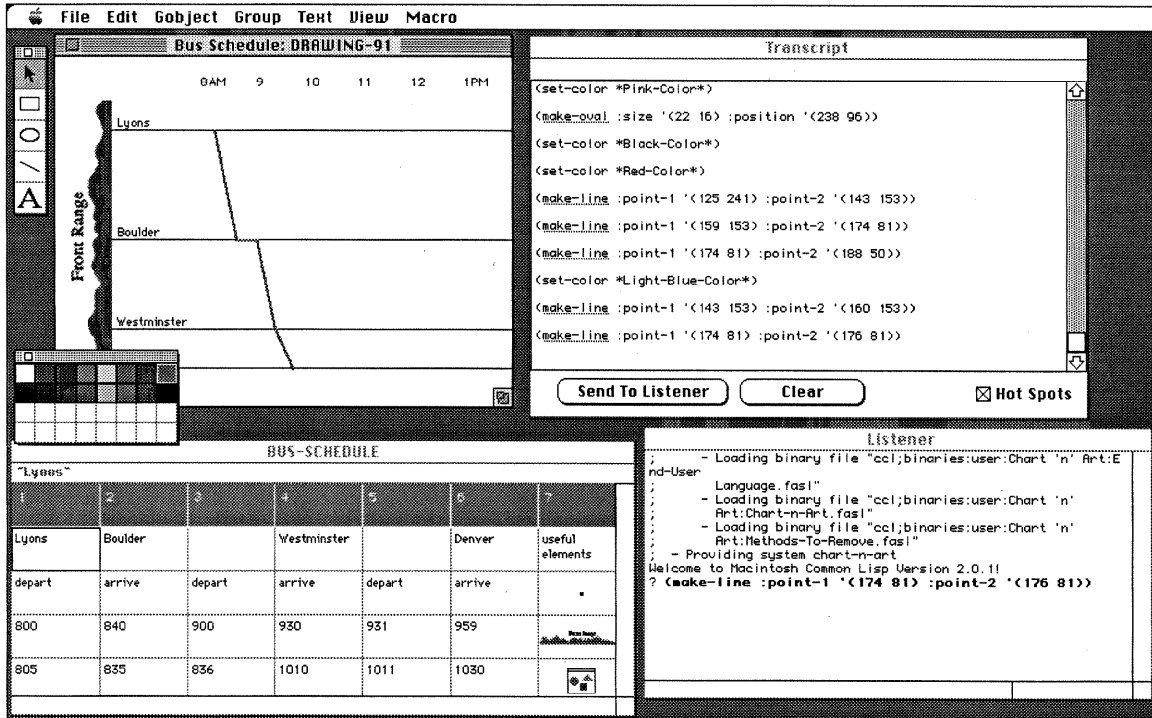 File Edit Gobject Group Text View Macro
Bus Schedule: DRAWING-91
8AM 9 10 11 12 1PM
Lyons
Boulder
Westminster
Front Range
A
Transcript
(set-color *Pink-Color*)
(make-oval :size '(22 16) :position '(238 96))
(set-color *Black-Color*)
(set-color *Red-Color*)
(make-line :point-1 '(125 241) :point-2 '(143 153))
(make-line :point-1 '(159 153) :point-2 '(174 81))
(make-line :point-1 '(174 81) :point-2 '(188 50))
(set-color *Light-Blue-Color*)
(make-line :point-1 '(143 153) :point-2 '(160 153))
(make-line :point-1 '(174 81) :point-2 '(176 81))
Send To Listener Clear Hot Spots
BUS-SCHEDULE
"Lyons"
1 2 3 4 5 6 7
Lyons Boulder Westminster Denver useful
elements
depart arrive depart arrive depart arrive
800 840 900 930 931 959
805 835 836 1010 1011 1030
Listener
; - Loading binary file "ccl;binaries:user:Chart 'n' Art:E
nd-User
; Language.fasl"
; - Loading binary file "ccl;binaries:user:Chart 'n'
; Art:Chart-n-Art.fasl"
; - Loading binary file "ccl;binaries:user:Chart 'n'
; Art:Methods-To-Remove.fasl"
; - Providing system chart-n-art
Welcome to Macintosh Common Lisp Version 2.0.1!
? (make-line :point-1 '(174 81) :point-2 '(176 81))